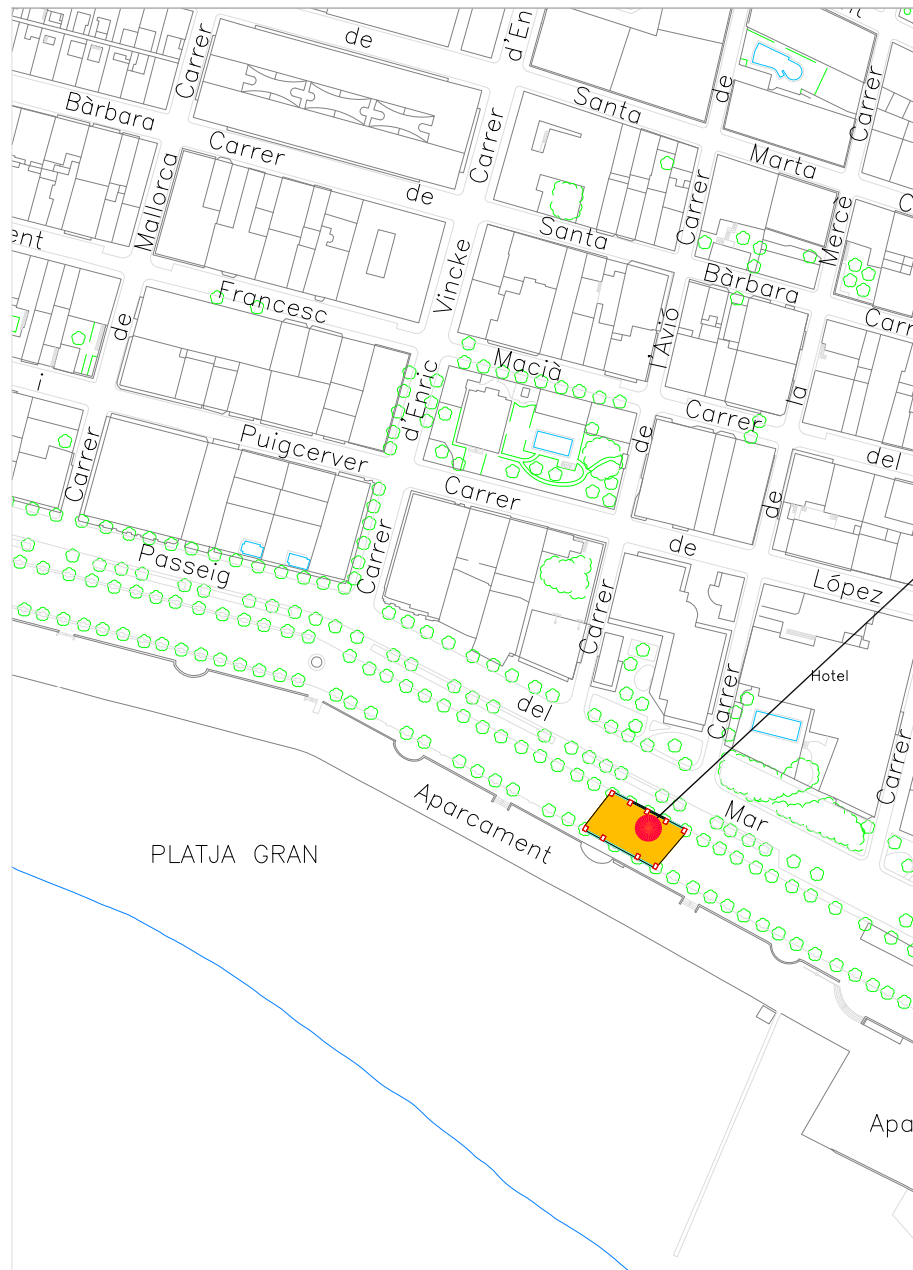 de
d'En
Carrer
Carrer
Bàrbara
Santa
de
Carrer
Carrer
de
Carrer
Marta
Mallorca
Santa
Carrer
Mercè
ent
Vincke
Bàrbara
Francesc
Carr
de
l'Avió
Macià
i
d'Enric
Carrer
la
Puigcerver
de
del
Carrer
Carrer
de
de
Passeig
Carrer
López
Carrer
Hotel
del
Carrer
Carrer
Aparcament
Mar
PLATJA GRAN
Apa